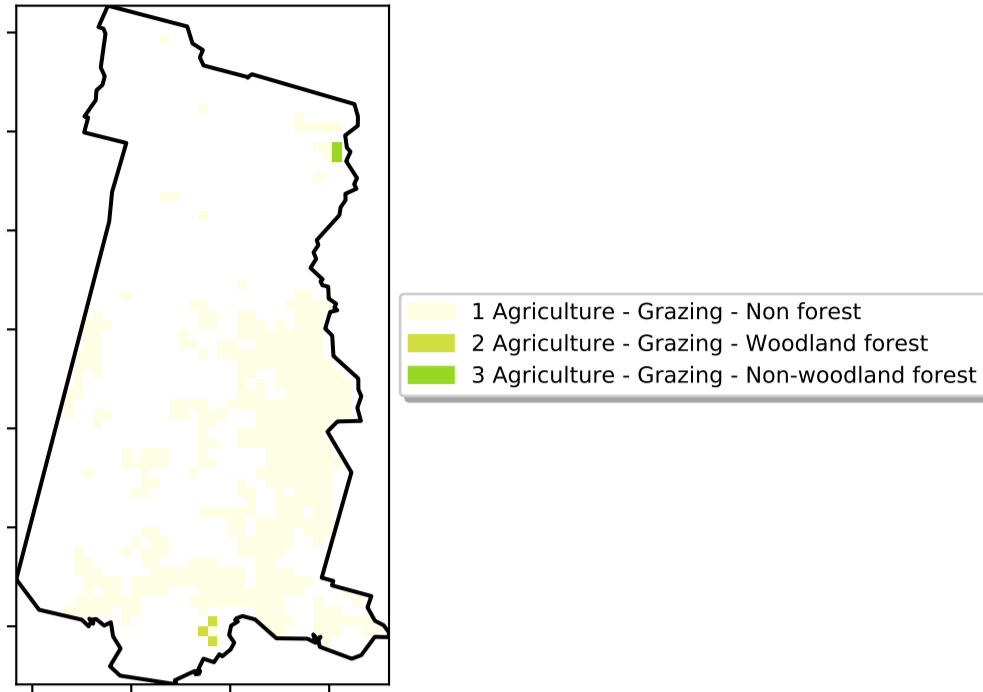 1 Agriculture - Grazing - Non forest
2 Agriculture - Grazing - Woodland forest
3 Agriculture - Grazing - Non-woodland forest